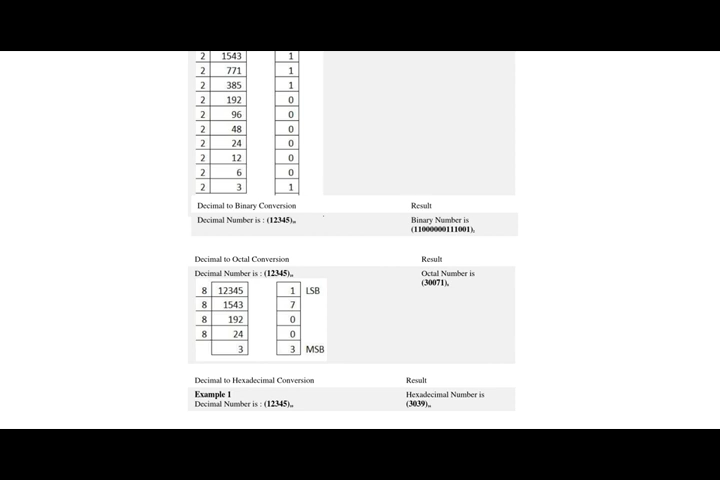 2 1543 1
2 771 1
2 385 1
2 192 0
2 96 0
2 48 0
2 24 0
2 12 0
2 6 0
2 3 1
Decimal to Binary Conversion Result
Decimal Number is : (12345)₁₀ Binary Number is
(11000000111001)₂
Decimal to Octal Conversion Result
Decimal Number is : (12345)₁₀ Octal Number is
(30071)₈
8 12345 1 LSB
8 1543 7
8 192 0
8 24 0
3 3 MSB
Decimal to Hexadecimal Conversion Result
Example 1 Hexadecimal Number is
Decimal Number is : (12345)₁₀ (3039)₁₆